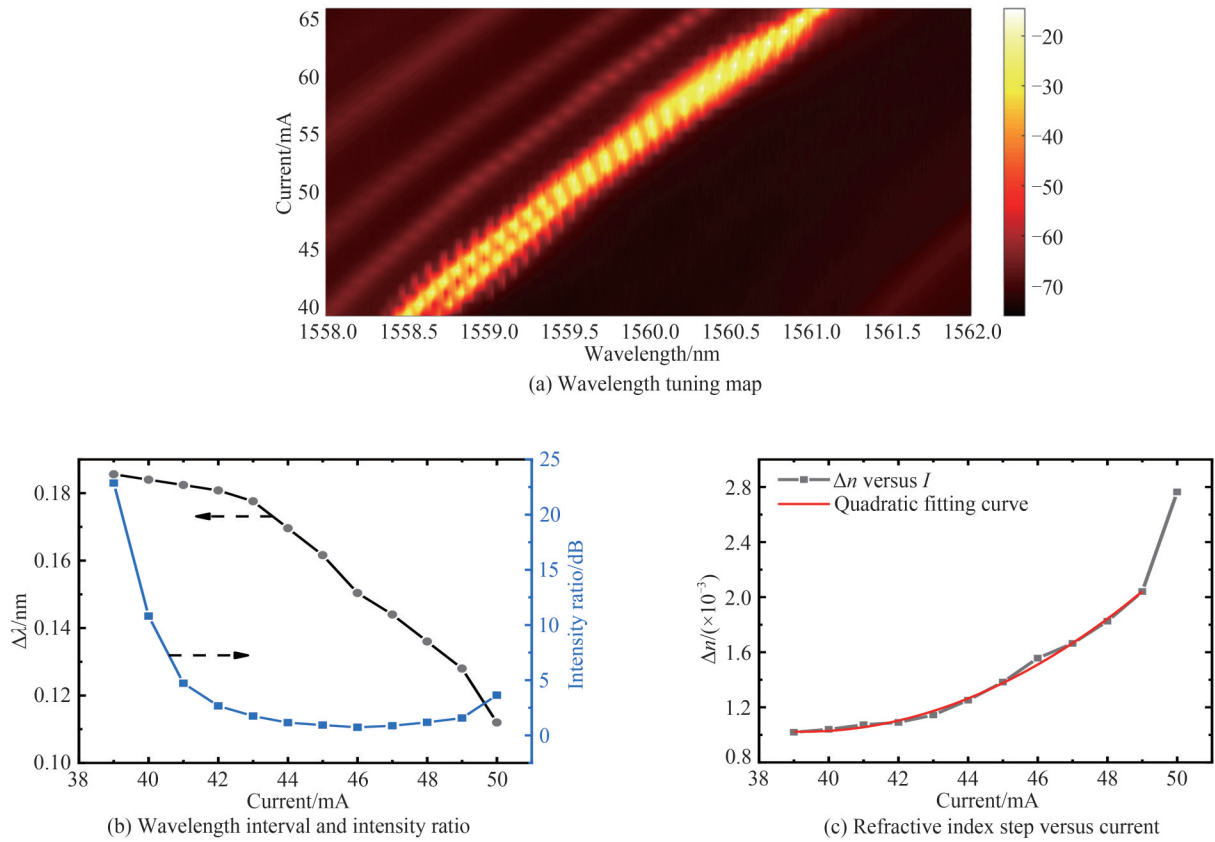 65
60
55
50
45
40
Current/mA
1558.0 1558.5 1559.0 1559.5 1560.0 1560.5 1561.0 1561.5 1562.0
Wavelength/nm
−20
−30
−40
−50
−60
−70
(a) Wavelength tuning map
0.18
0.16
0.14
0.12
0.10
Δλ/nm
25
20
15
10
5
0
Intensity ratio/dB
38 40 42 44 46 48 50
Current/mA
(b) Wavelength interval and intensity ratio
Δn versus I
Quadratic fitting curve
2.8
2.4
2.0
1.6
1.2
0.8
Δn/(×10⁻³)
38 40 42 44 46 48 50
Current/mA
(c) Refractive index step versus current